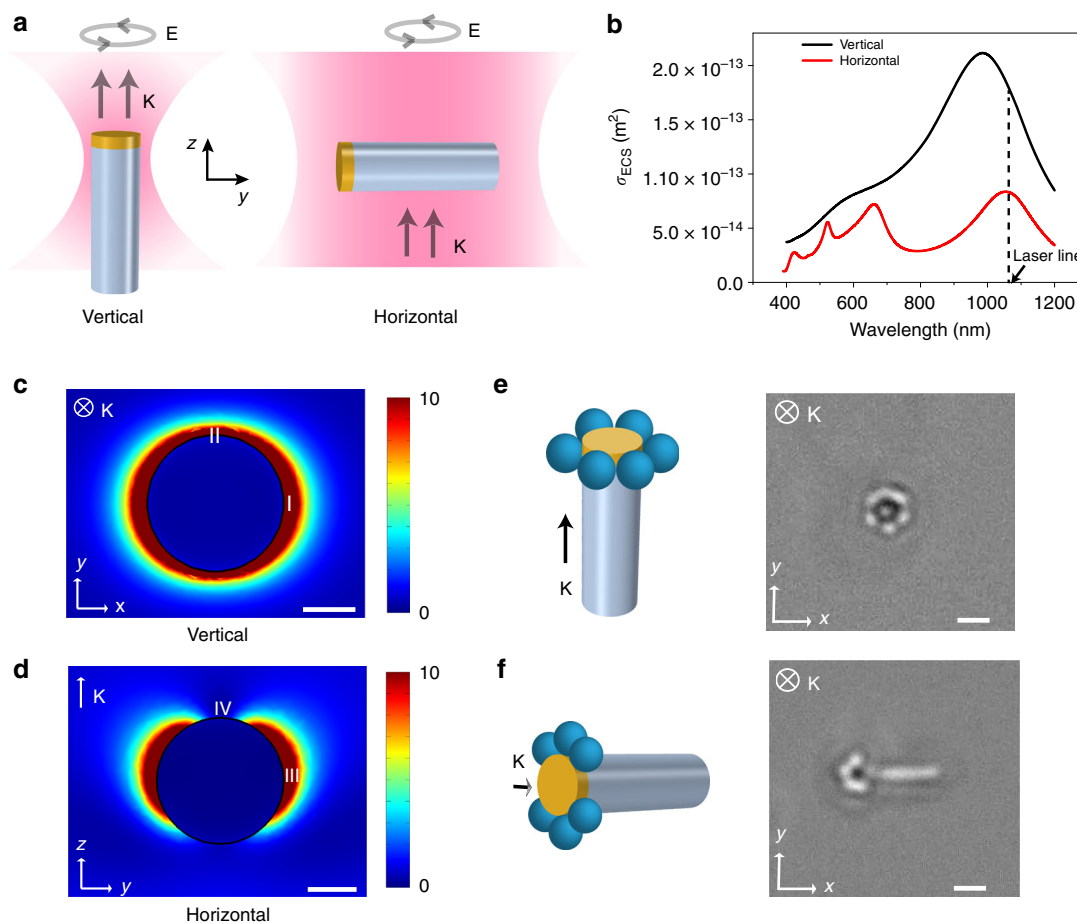 a
E
E
K
z
y
K
Vertical
Horizontal
b
Vertical
Horizontal
2.0 × 10⁻¹³
1.5 × 10⁻¹³
1.10 × 10⁻¹³
5.0 × 10⁻¹⁴
0.0
σECS (m²)
Laser line
400 600 800 1000 1200
Wavelength (nm)
c
K
II
I
y
x
10
0
Vertical
d
K
IV
III
z
y
10
0
Horizontal
e
K
K
y
x
f
K
K
y
x